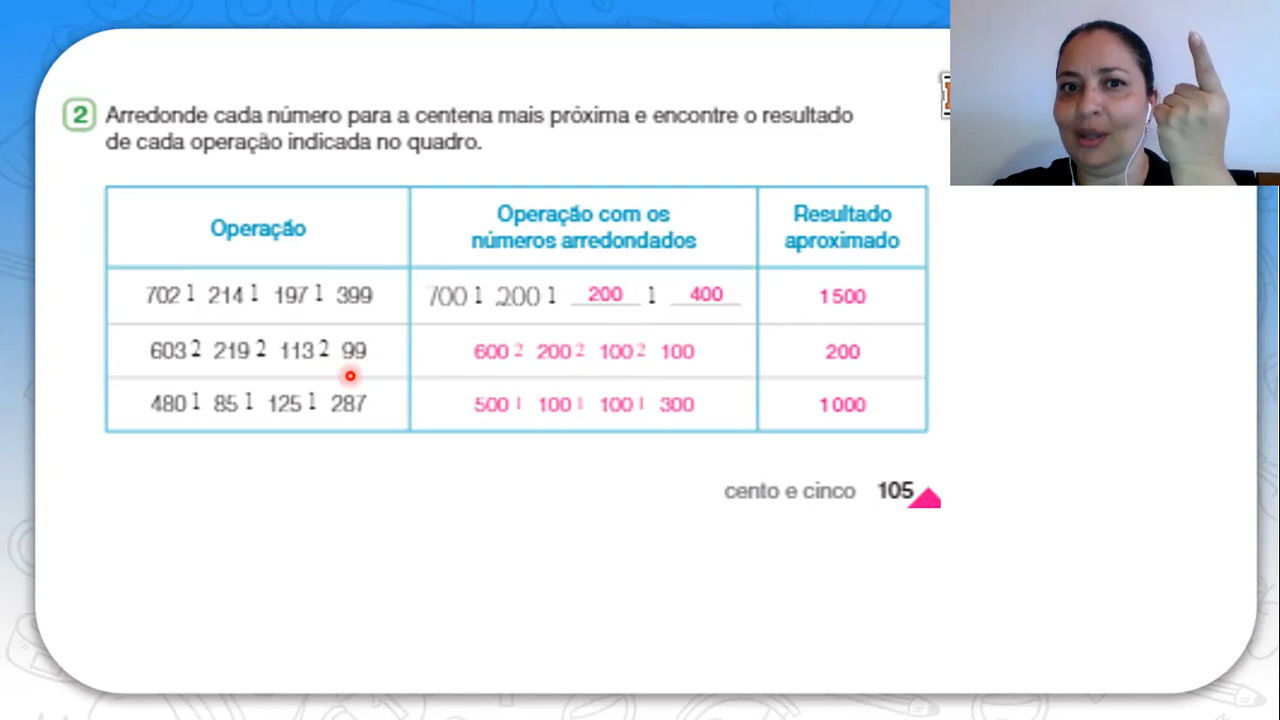 2 Arredonde cada número para a centena mais próxima e encontre o resultado
de cada operação indicada no quadro.
Operação
Operação com os
números arredondados
Resultado
aproximado
702 1 214 1 197 1 399
700 1 200 1 200 1 400
1 500
603 2 219 2 113 2 99
600 2 200 2 100 2 100
200
480 1 85 1 125 1 287
500 1 100 1 100 1 300
1 000
cento e cinco 105